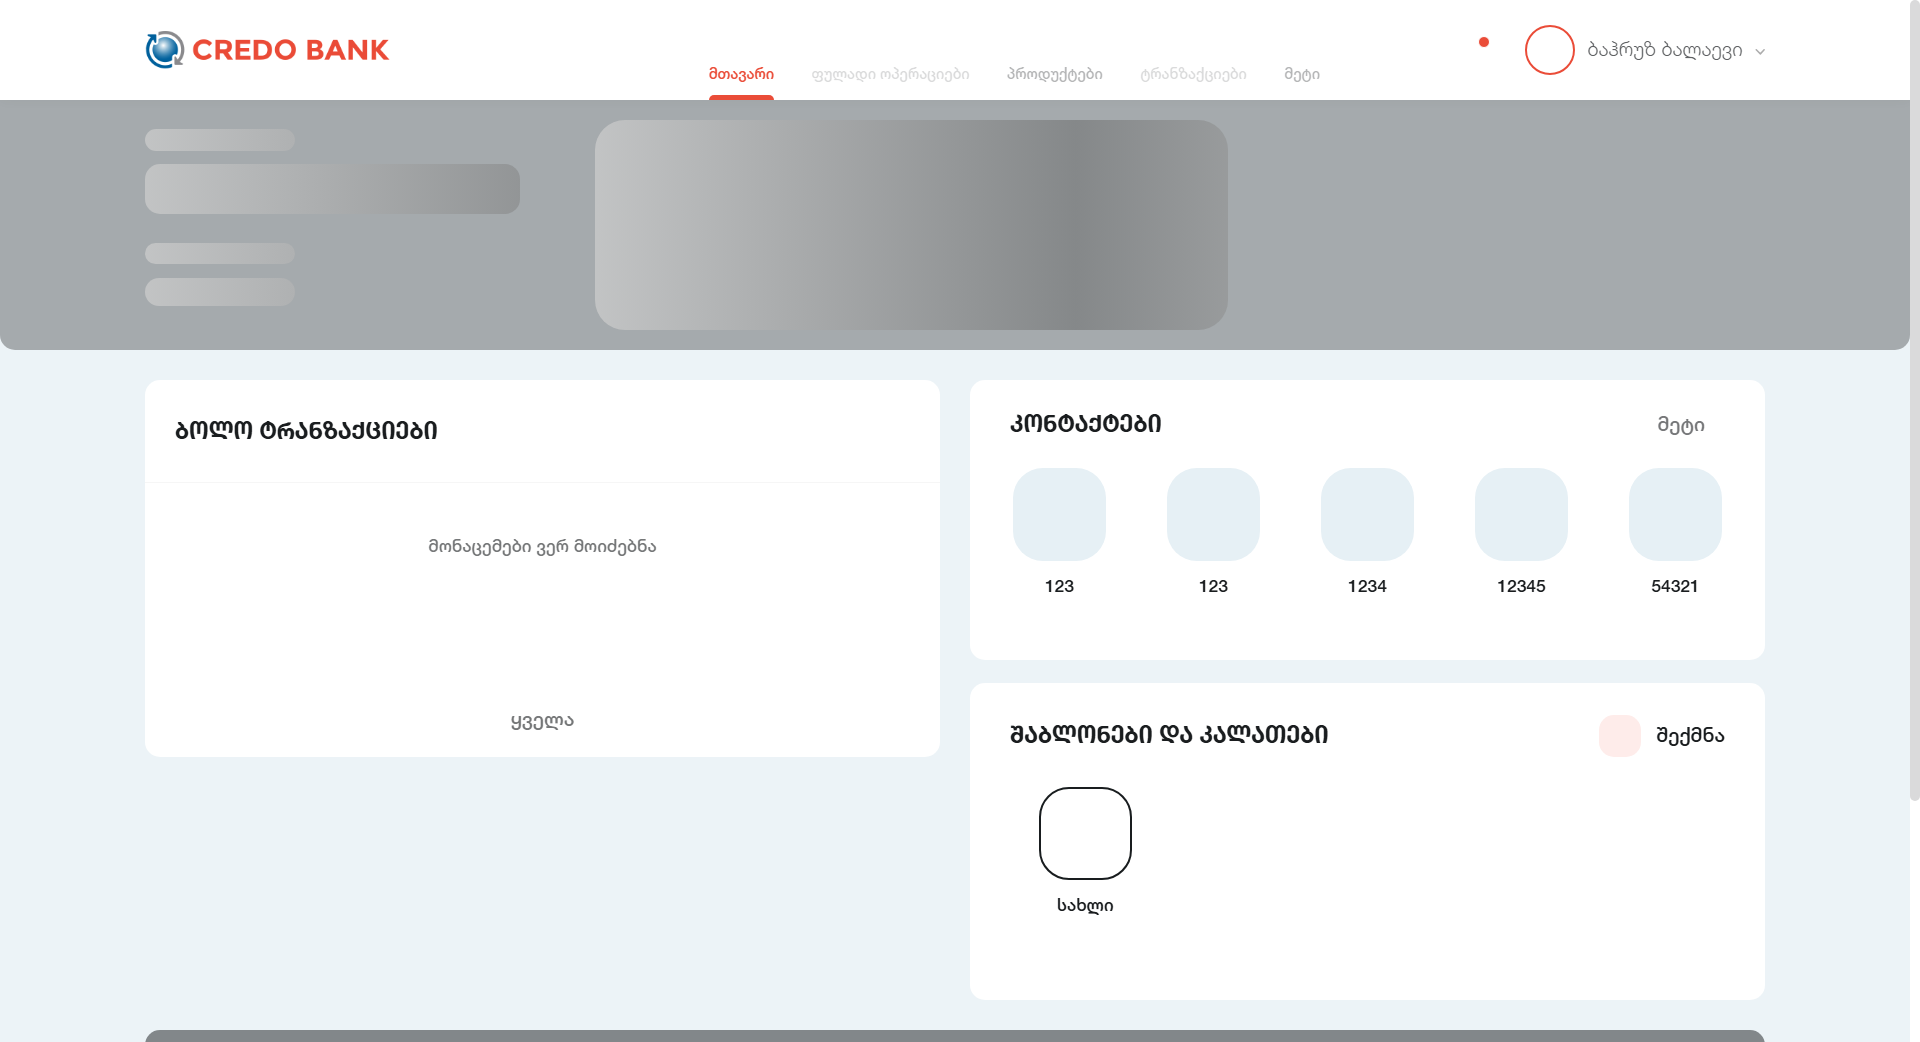 CREDO BANK
მთავარი
ფულადი ოპერაციები
პროდუქტები
ტრანზაქციები
მეტი
ბაჰრუზ ბალაევი
ბოლო ტრანზაქციები
მონაცემები ვერ მოიძებნა
ყველა
კონტაქტები
მეტი
123
123
1234
12345
54321
შაბლონები და კალათები
შექმნა
სახლი